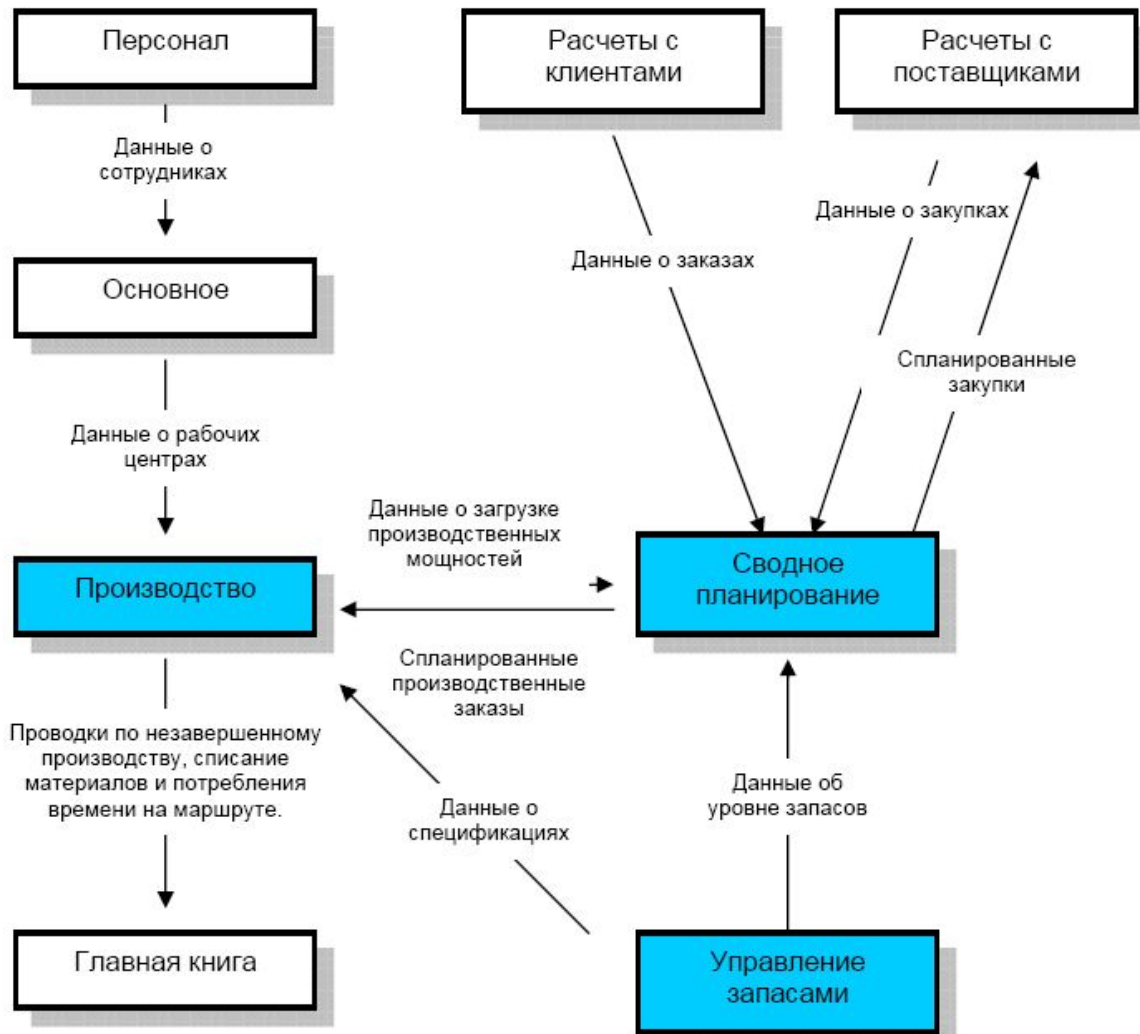 Персонал
Расчеты с
клиентами
Расчеты с
поставщиками
Данные о
сотрудниках
Данные о закупках
Данные о заказах
Основное
Спланированные
закупки
Данные о рабочих
центрах
Данные о загрузке
производственных
мощностей
Производство
Сводное
планирование
Спланированные
производственные
заказы
Проводки по незавершенному
производству, списание
материалов и потребления
времени на маршруте.
Данные о
спецификациях
Данные об
уровне запасов
Главная книга
Управление
запасами